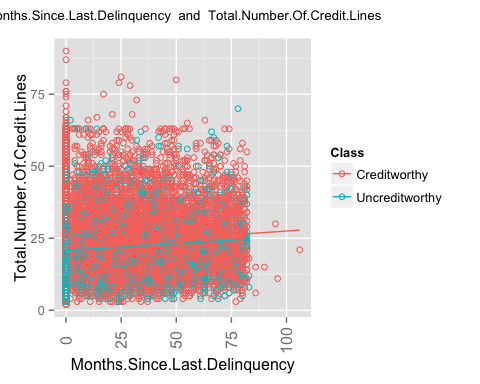 onths.Since.Last.Delinquency and Total.Number.Of.Credit.Lines
Total.Number.Of.Credit.Lines
75
50
25
0
0
25
50
75
100
Months.Since.Last.Delinquency
Class
Creditworthy
Uncreditworthy